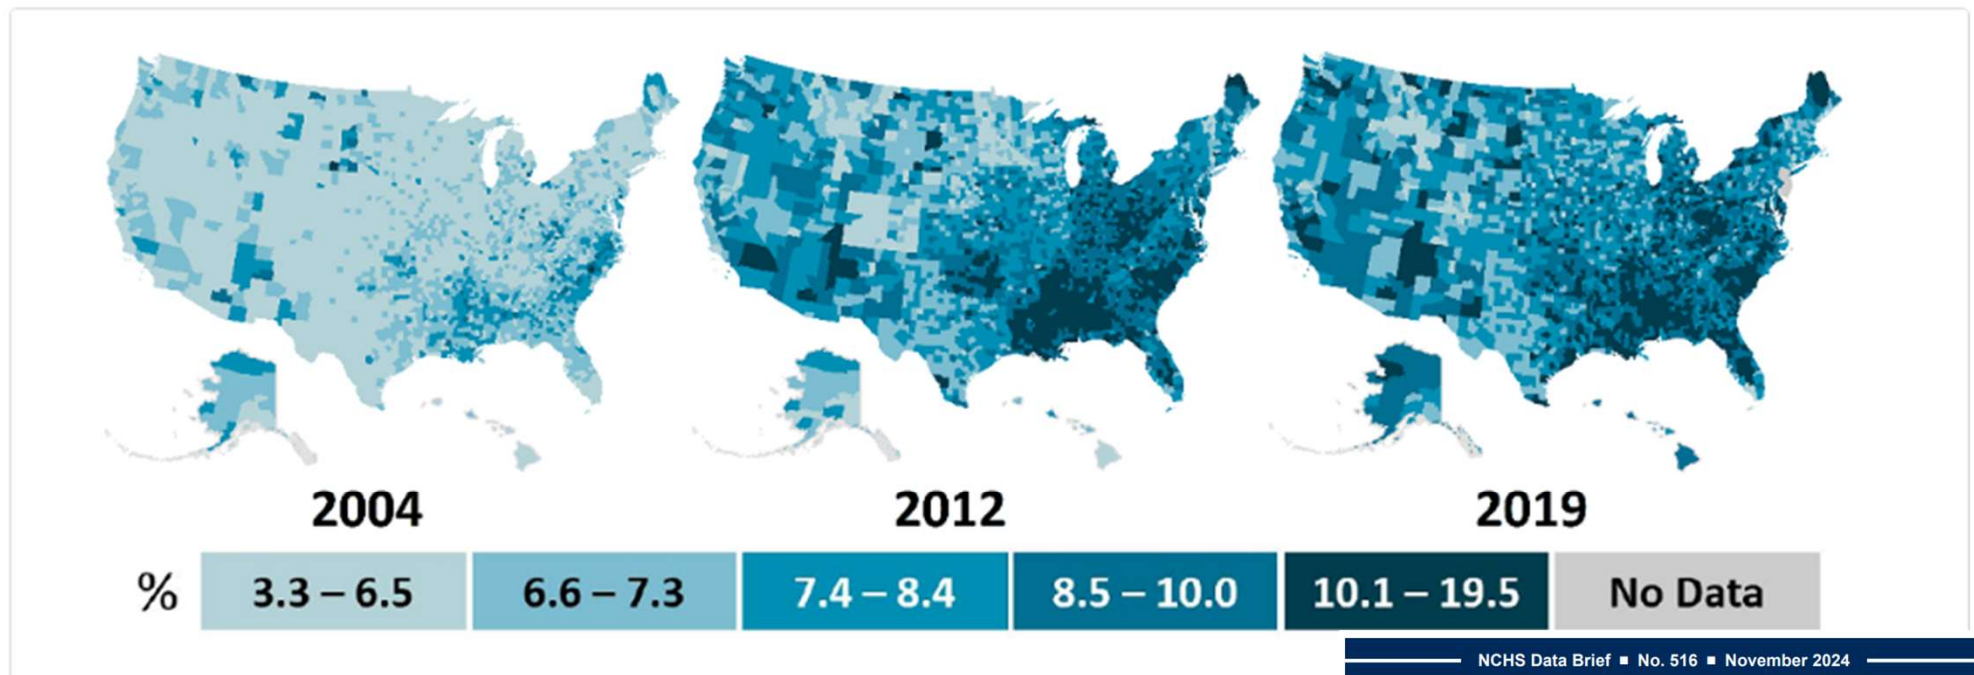 2004 2012 2019
% 3.3 – 6.5 6.6 – 7.3 7.4 – 8.4 8.5 – 10.0 10.1 – 19.5 No Data
NCHS Data Brief ■ No. 516 ■ November 2024